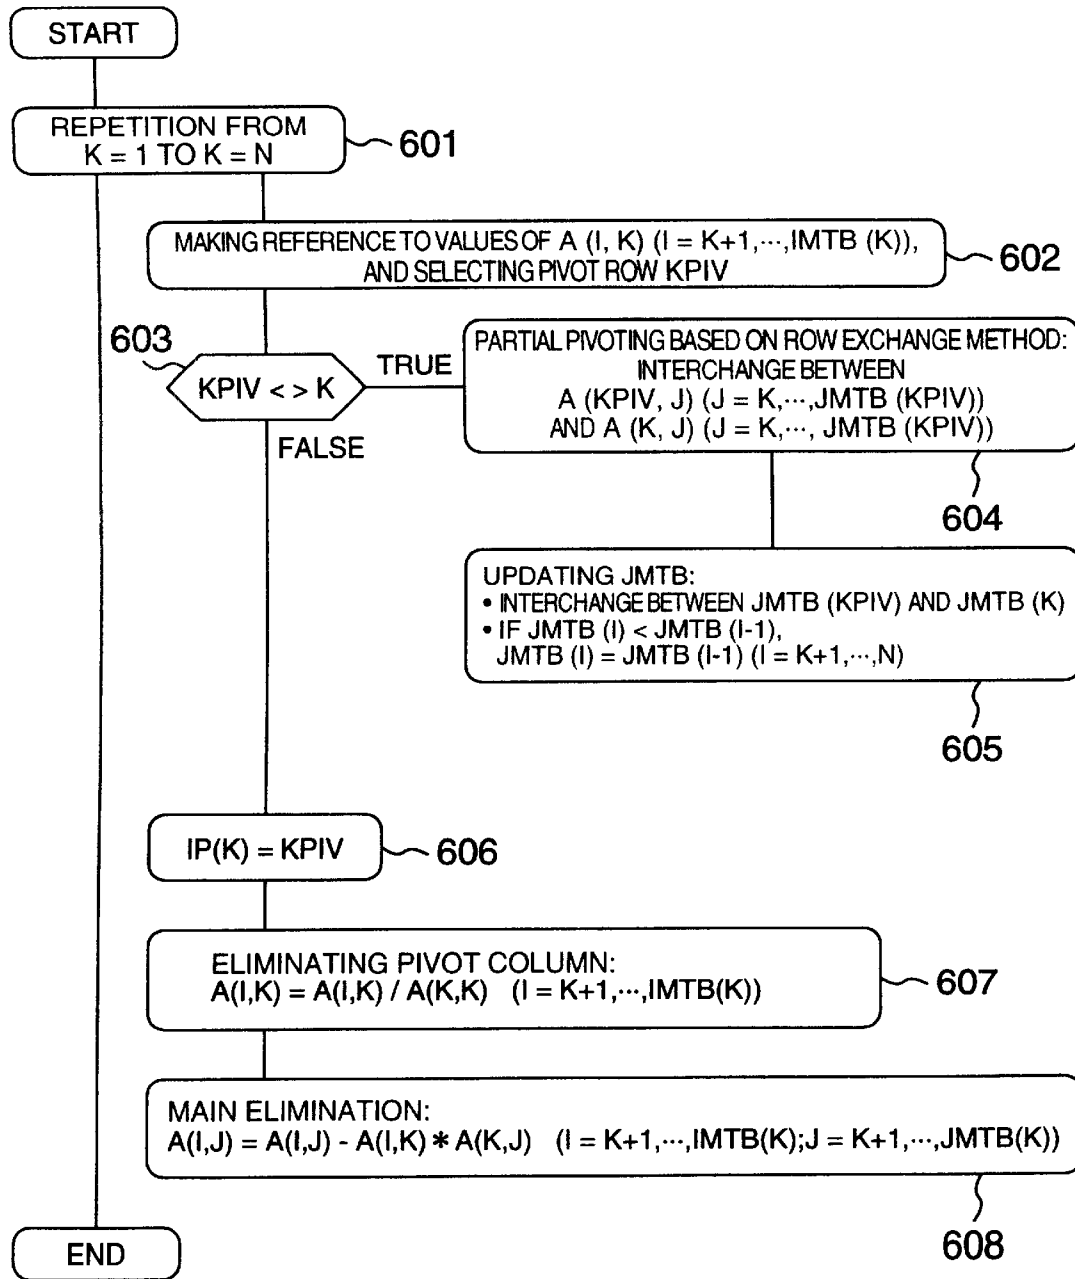 START
REPETITION FROM
K = 1 TO K = N
601
MAKING REFERENCE TO VALUES OF A (I, K) (I = K+1,···,IMTB (K)),
AND SELECTING PIVOT ROW KPIV
602
603
KPIV < > K
TRUE
FALSE
PARTIAL PIVOTING BASED ON ROW EXCHANGE METHOD:
INTERCHANGE BETWEEN
A (KPIV, J) (J = K,···,JMTB (KPIV))
AND A (K, J) (J = K,···, JMTB (KPIV))
604
UPDATING JMTB:
• INTERCHANGE BETWEEN JMTB (KPIV) AND JMTB (K)
• IF JMTB (I) < JMTB (I-1),
JMTB (I) = JMTB (I-1) (I = K+1,···,N)
605
IP(K) = KPIV
606
ELIMINATING PIVOT COLUMN:
A(I,K) = A(I,K) / A(K,K) (I = K+1,···,IMTB(K))
607
MAIN ELIMINATION:
A(I,J) = A(I,J) - A(I,K) * A(K,J) (I = K+1,···,IMTB(K);J = K+1,···,JMTB(K))
608
END